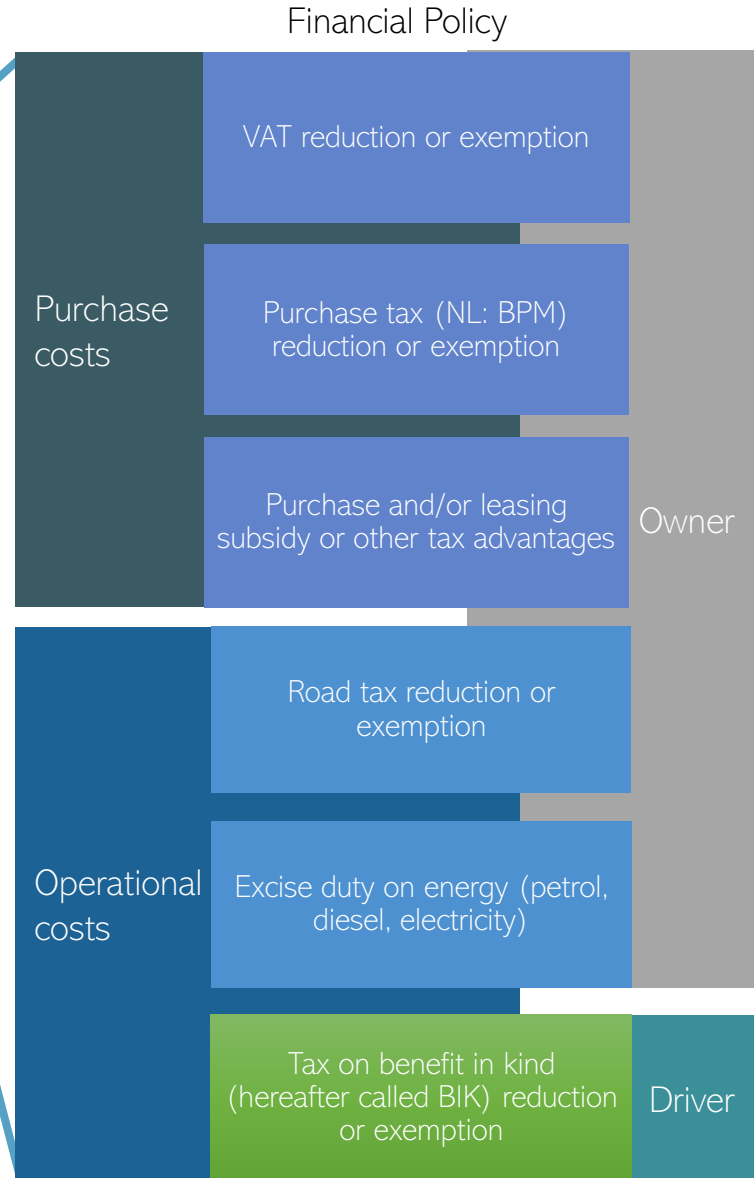 Financial Policy
Purchase
costs
VAT reduction or exemption
Purchase tax (NL: BPM)
reduction or exemption
Purchase and/or leasing
subsidy or other tax advantages
Owner
Operational
costs
Road tax reduction or
exemption
Excise duty on energy (petrol,
diesel, electricity)
Tax on benefit in kind
(hereafter called BIK) reduction
or exemption
Driver